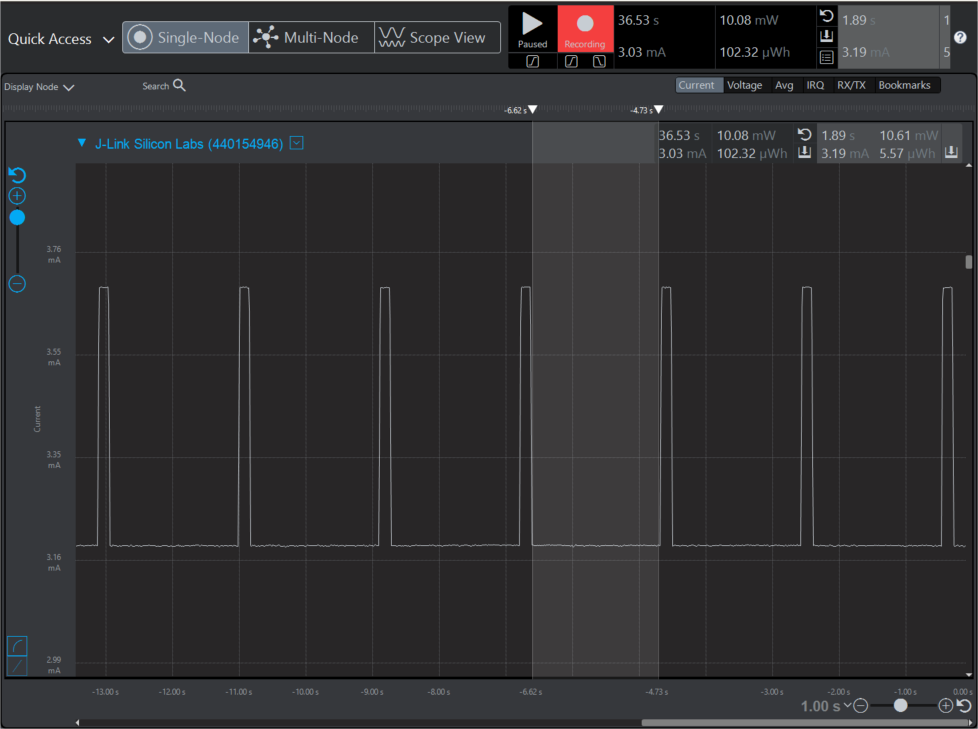 Quick Access
Single-Node
Multi-Node
Scope View
Paused
Recording
36.53 s
10.08 mW
3.03 mA
102.32 µWh
1.89 s
1
3.19 mA
5
?
Display Node
Search
Current
Voltage
Avg
IRQ
RX/TX
Bookmarks
-6.62 s
-4.73 s
J-Link Silicon Labs (440154946)
36.53 s
10.08 mW
1.89 s
10.61 mW
3.03 mA
102.32 µWh
3.19 mA
5.57 µWh
3.76
mA
3.55
mA
Current
3.35
mA
3.16
mA
2.99
mA
-13.00 s
-12.00 s
-11.00 s
-10.00 s
-9.00 s
-8.00 s
-6.62 s
-4.73 s
-3.00 s
-2.00 s
-1.00 s
0.00 s
1.00 s